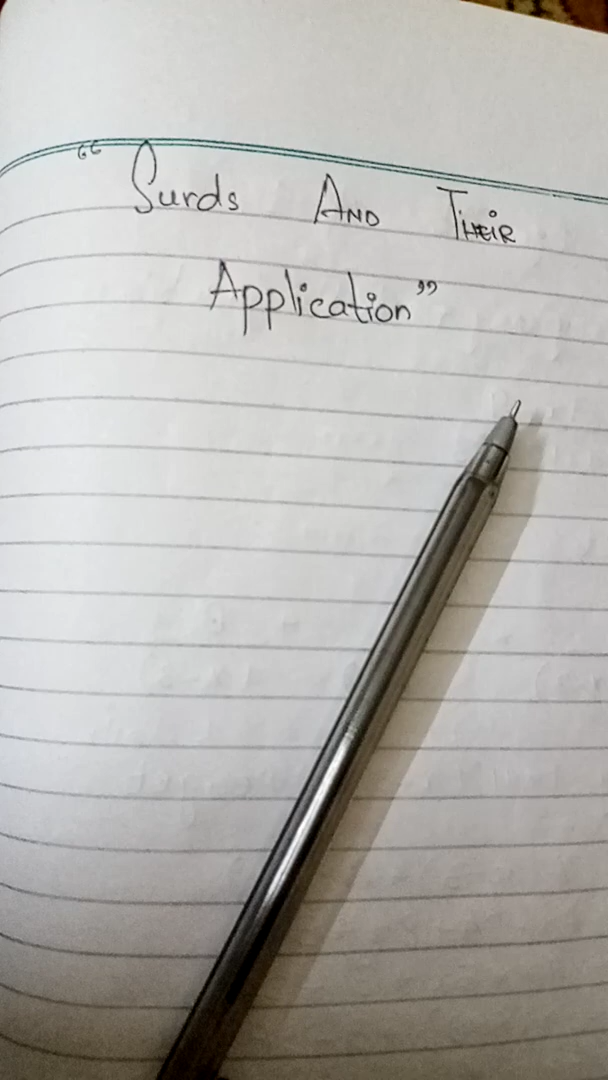 “ Surds AND THEIR
Application”